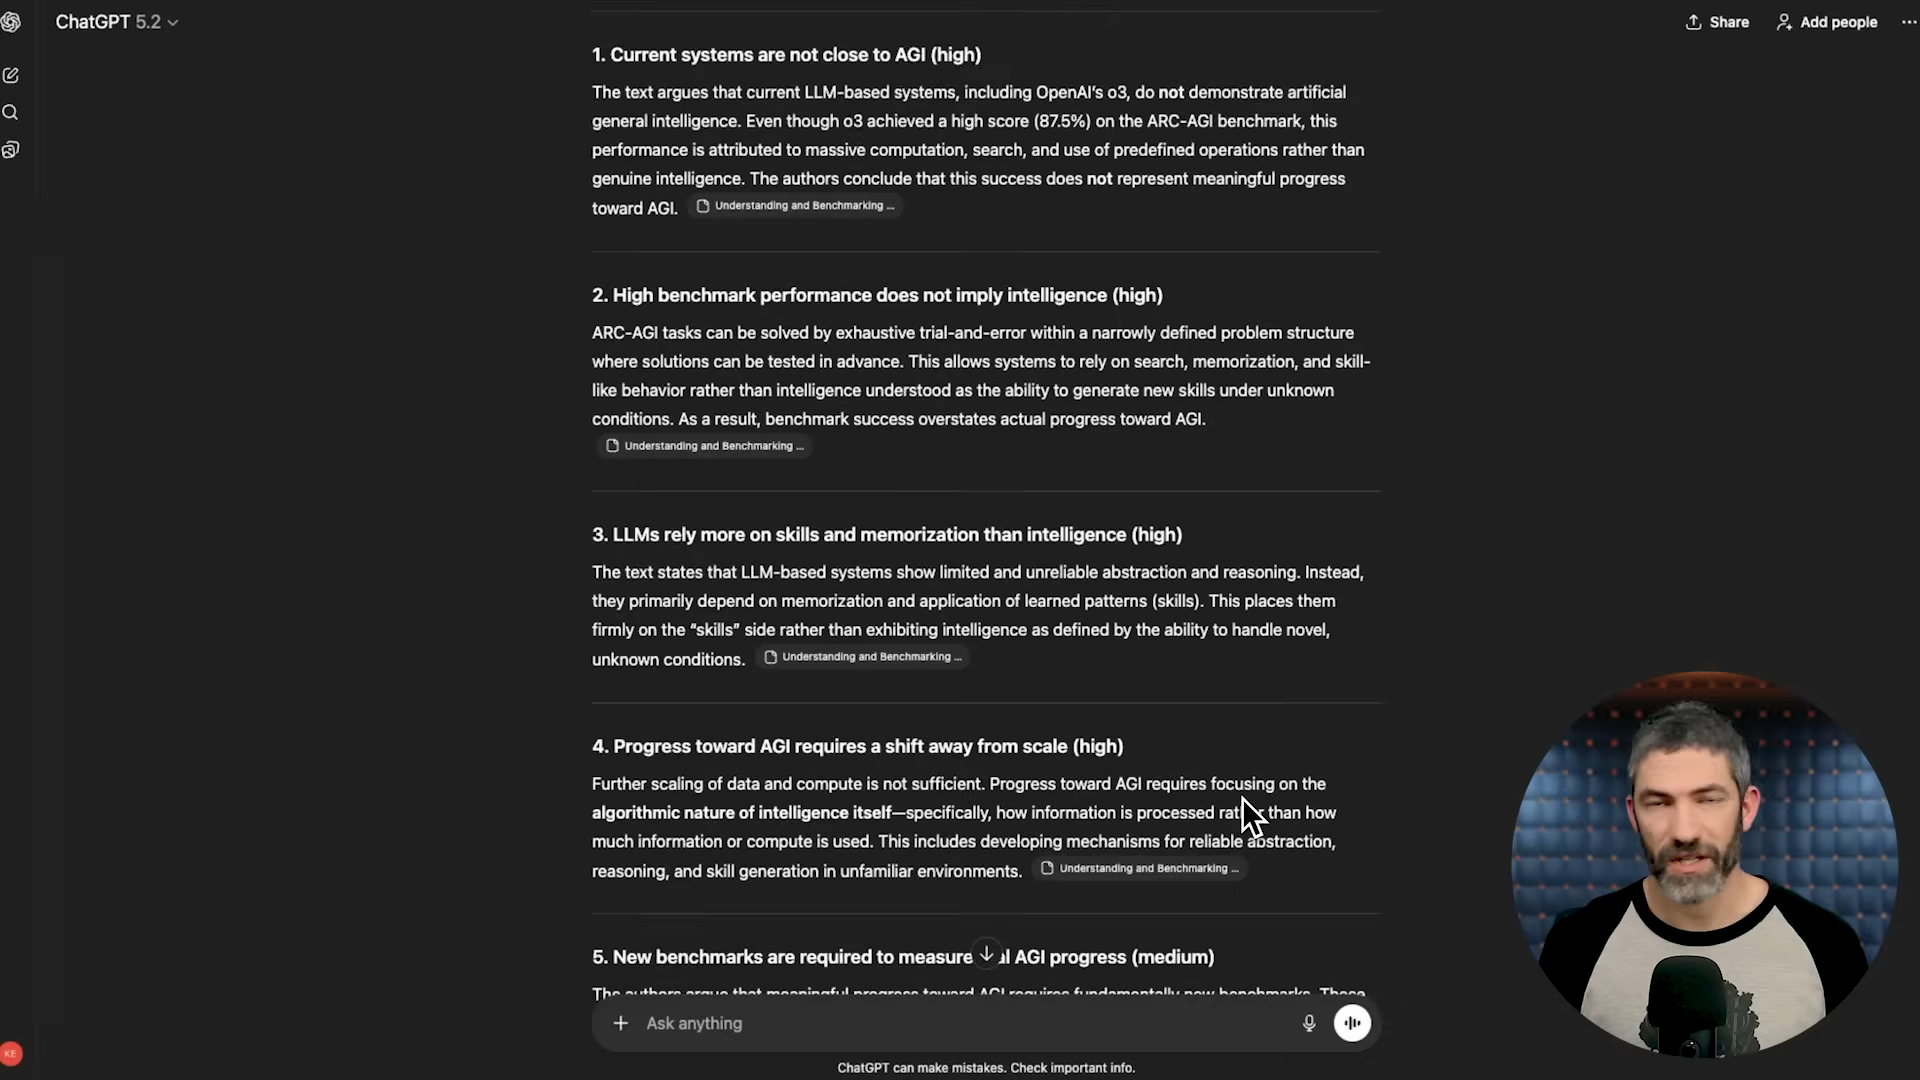 ChatGPT 5.2
Share
Add people
1. Current systems are not close to AGI (high)
The text argues that current LLM-based systems, including OpenAI's o3, do not demonstrate artificial
general intelligence. Even though o3 achieved a high score (87.5%) on the ARC-AGI benchmark, this
performance is attributed to massive computation, search, and use of predefined operations rather than
genuine intelligence. The authors conclude that this success does not represent meaningful progress
toward AGI. Understanding and Benchmarking ...
2. High benchmark performance does not imply intelligence (high)
ARC-AGI tasks can be solved by exhaustive trial-and-error within a narrowly defined problem structure
where solutions can be tested in advance. This allows systems to rely on search, memorization, and skill-
like behavior rather than intelligence understood as the ability to generate new skills under unknown
conditions. As a result, benchmark success overstates actual progress toward AGI.
Understanding and Benchmarking ...
3. LLMs rely more on skills and memorization than intelligence (high)
The text states that LLM-based systems show limited and unreliable abstraction and reasoning. Instead,
they primarily depend on memorization and application of learned patterns (skills). This places them
firmly on the “skills” side rather than exhibiting intelligence as defined by the ability to handle novel,
unknown conditions. Understanding and Benchmarking ...
4. Progress toward AGI requires a shift away from scale (high)
Further scaling of data and compute is not sufficient. Progress toward AGI requires focusing on the
algorithmic nature of intelligence itself—specifically, how information is processed rather than how
much information or compute is used. This includes developing mechanisms for reliable abstraction,
reasoning, and skill generation in unfamiliar environments. Understanding and Benchmarking ...
5. New benchmarks are required to measure AGI progress (medium)
The authors argue that meaningful progress toward AGI requires fundamentally new benchmarks. These
Ask anything
KE
ChatGPT can make mistakes. Check important info.